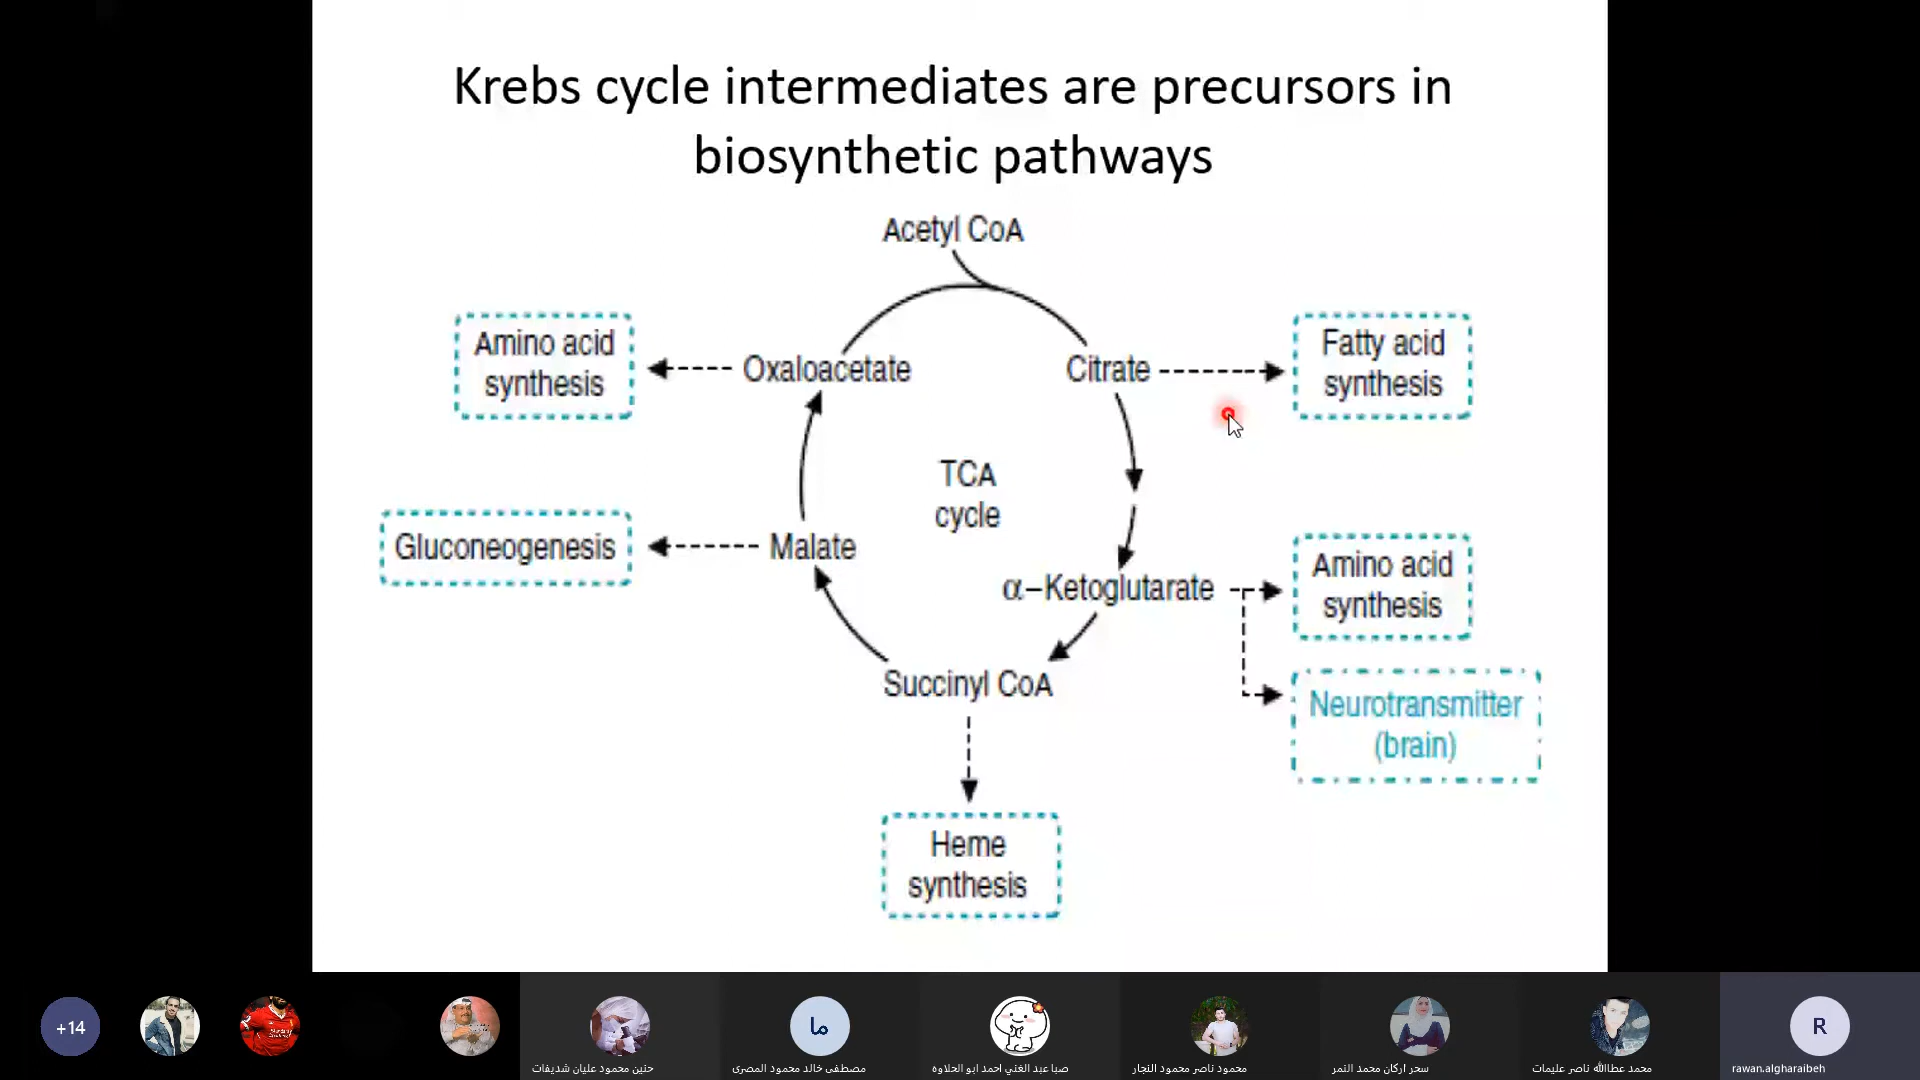 Krebs cycle intermediates are precursors in
biosynthetic pathways
Acetyl CoA
Amino acid
synthesis
Oxaloacetate
Citrate
Fatty acid
synthesis
TCA
cycle
Gluconeogenesis
Malate
α–Ketoglutarate
Amino acid
synthesis
Succinyl CoA
Neurotransmitter
(brain)
Heme
synthesis
+14
ما
R
حنين محمود عليان شديفات
مصطفى خالد محمود المصرى
صبا عبد الغني احمد ابو الحلاوه
محمود ناصر محمود النجار
سحر اركان محمد النمر
محمد عطاالله ناصر عليمات
rawan.algharaibeh